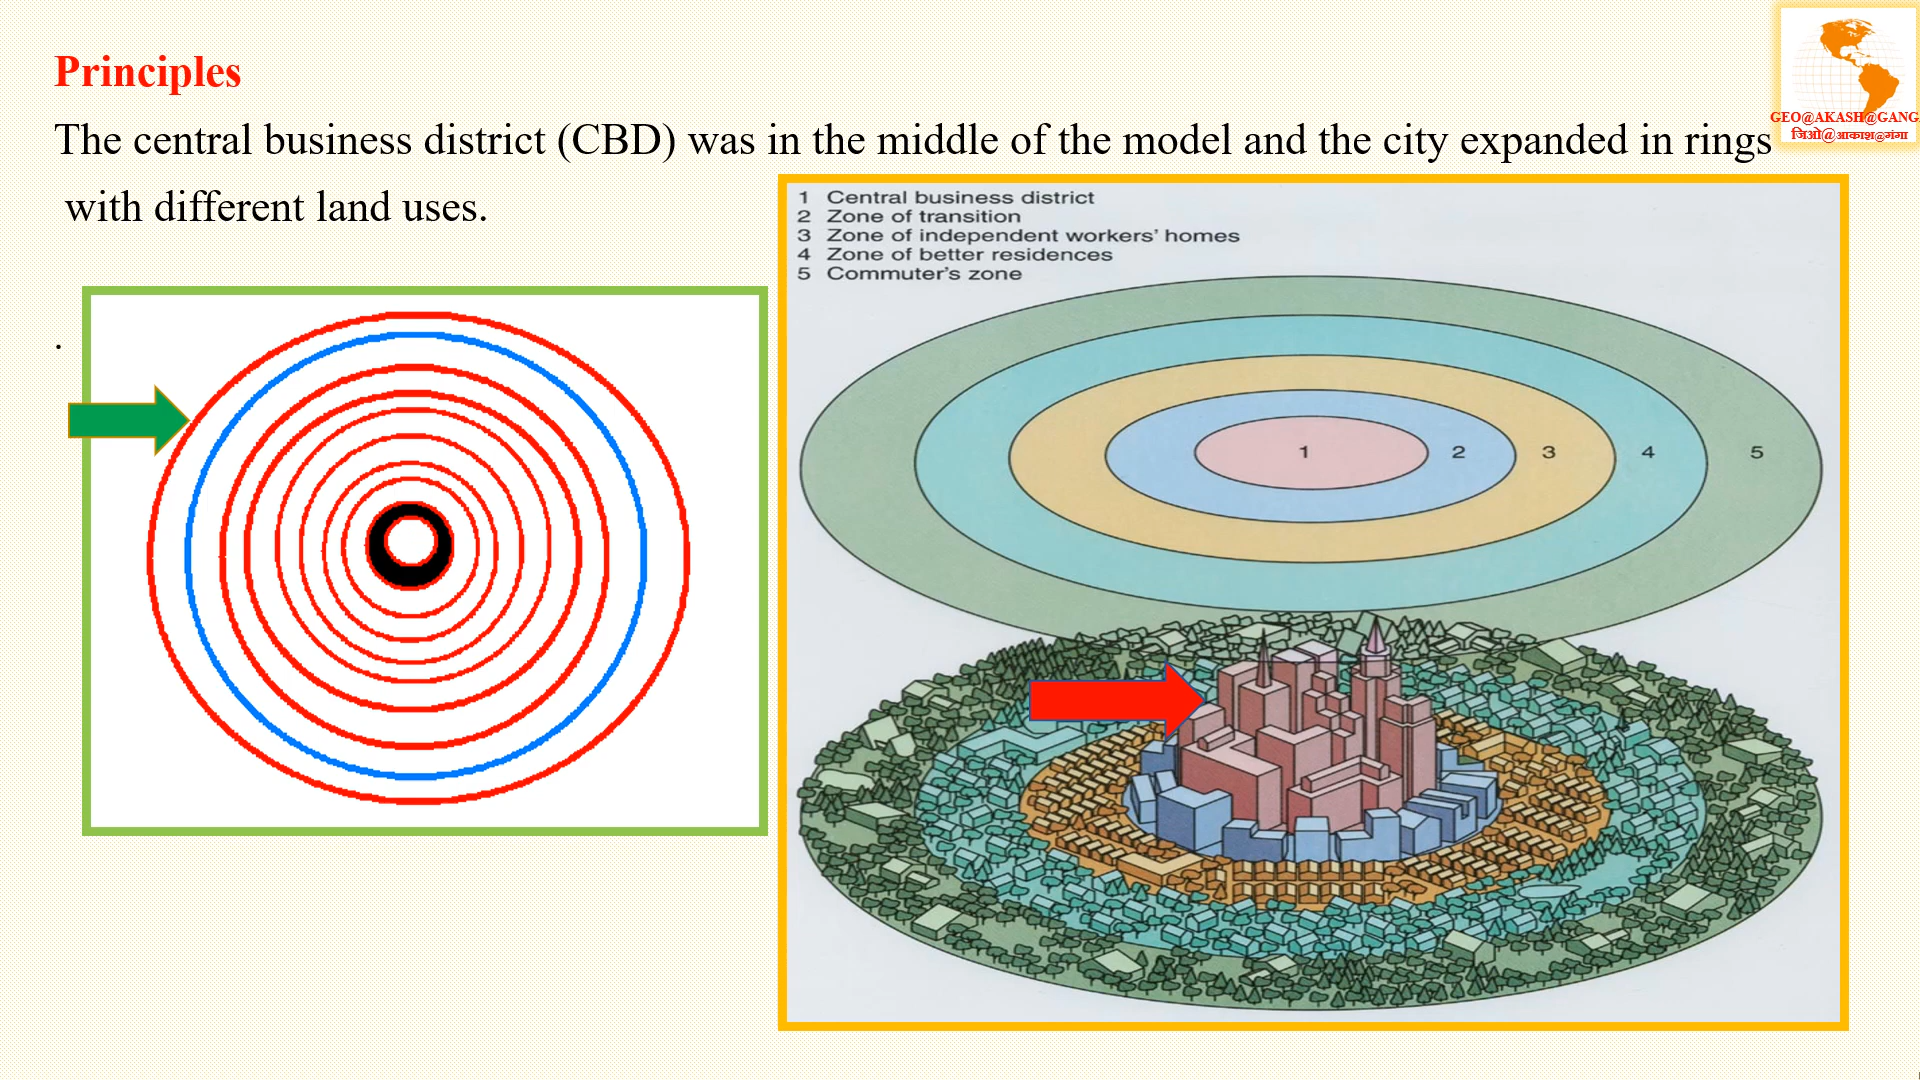 Principles
The central business district (CBD) was in the middle of the model and the city expanded in rings
with different land uses.
.
GEO@AKASH@GANG
जिओ@आकाश@गंगा
1 Central business district
2 Zone of transition
3 Zone of independent workers' homes
4 Zone of better residences
5 Commuter's zone
1 2 3 4 5